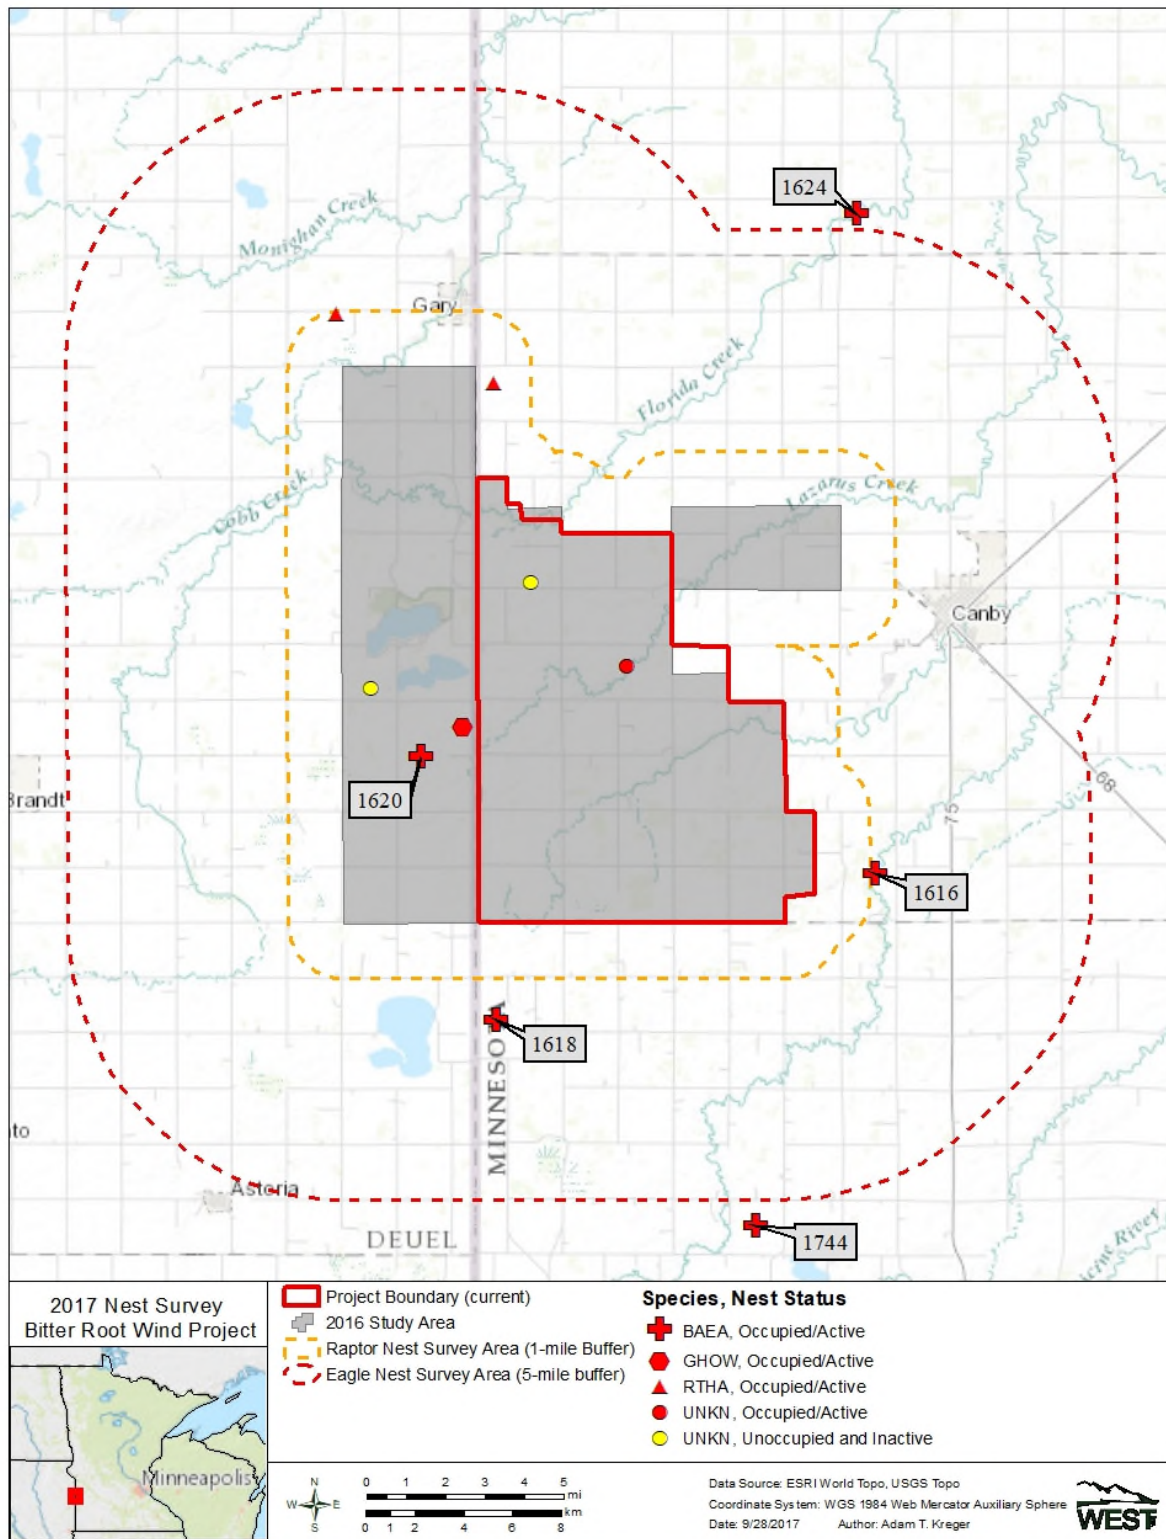 1624
Monighan Creek
Gary
Florida Creek
Lazarus Creek
Cobb Creek
Canby
Brandt
1620
68
75
1616
1618
MINNESOTA
to
Astoria
DEUEL
1744
cine River
2017 Nest Survey
Bitter Root Wind Project
Minneapolis
Project Boundary (current)
2016 Study Area
Raptor Nest Survey Area (1-mile Buffer)
Eagle Nest Survey Area (5-mile buffer)
Species, Nest Status
BAEA, Occupied/Active
GHOW, Occupied/Active
RTHA, Occupied/Active
UNKN, Occupied/Active
UNKN, Unoccupied and Inactive
N
W E
S
0 1 2 3 4 5
mi
km
0 1 2 4 6 8
Data Source: ESRI World Topo, USGS Topo
Coordinate System: WGS 1984 Web Mercator Auxiliary Sphere
Date: 9/28/2017 Author: Adam T. Kreger
WEST